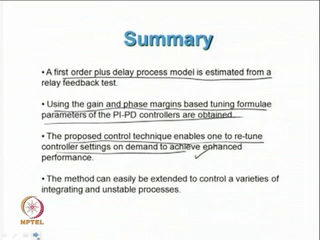 Summary
• A first order plus delay process model is estimated from a
relay feedback test.
• Using the gain and phase margins based tuning formulae
parameters of the PI-PD controllers are obtained.
• The proposed control technique enables one to re-tune
controller settings on demand to achieve enhanced
performance.
• The method can easily be extended to control a varieties of
integrating and unstable processes.
NPTEL